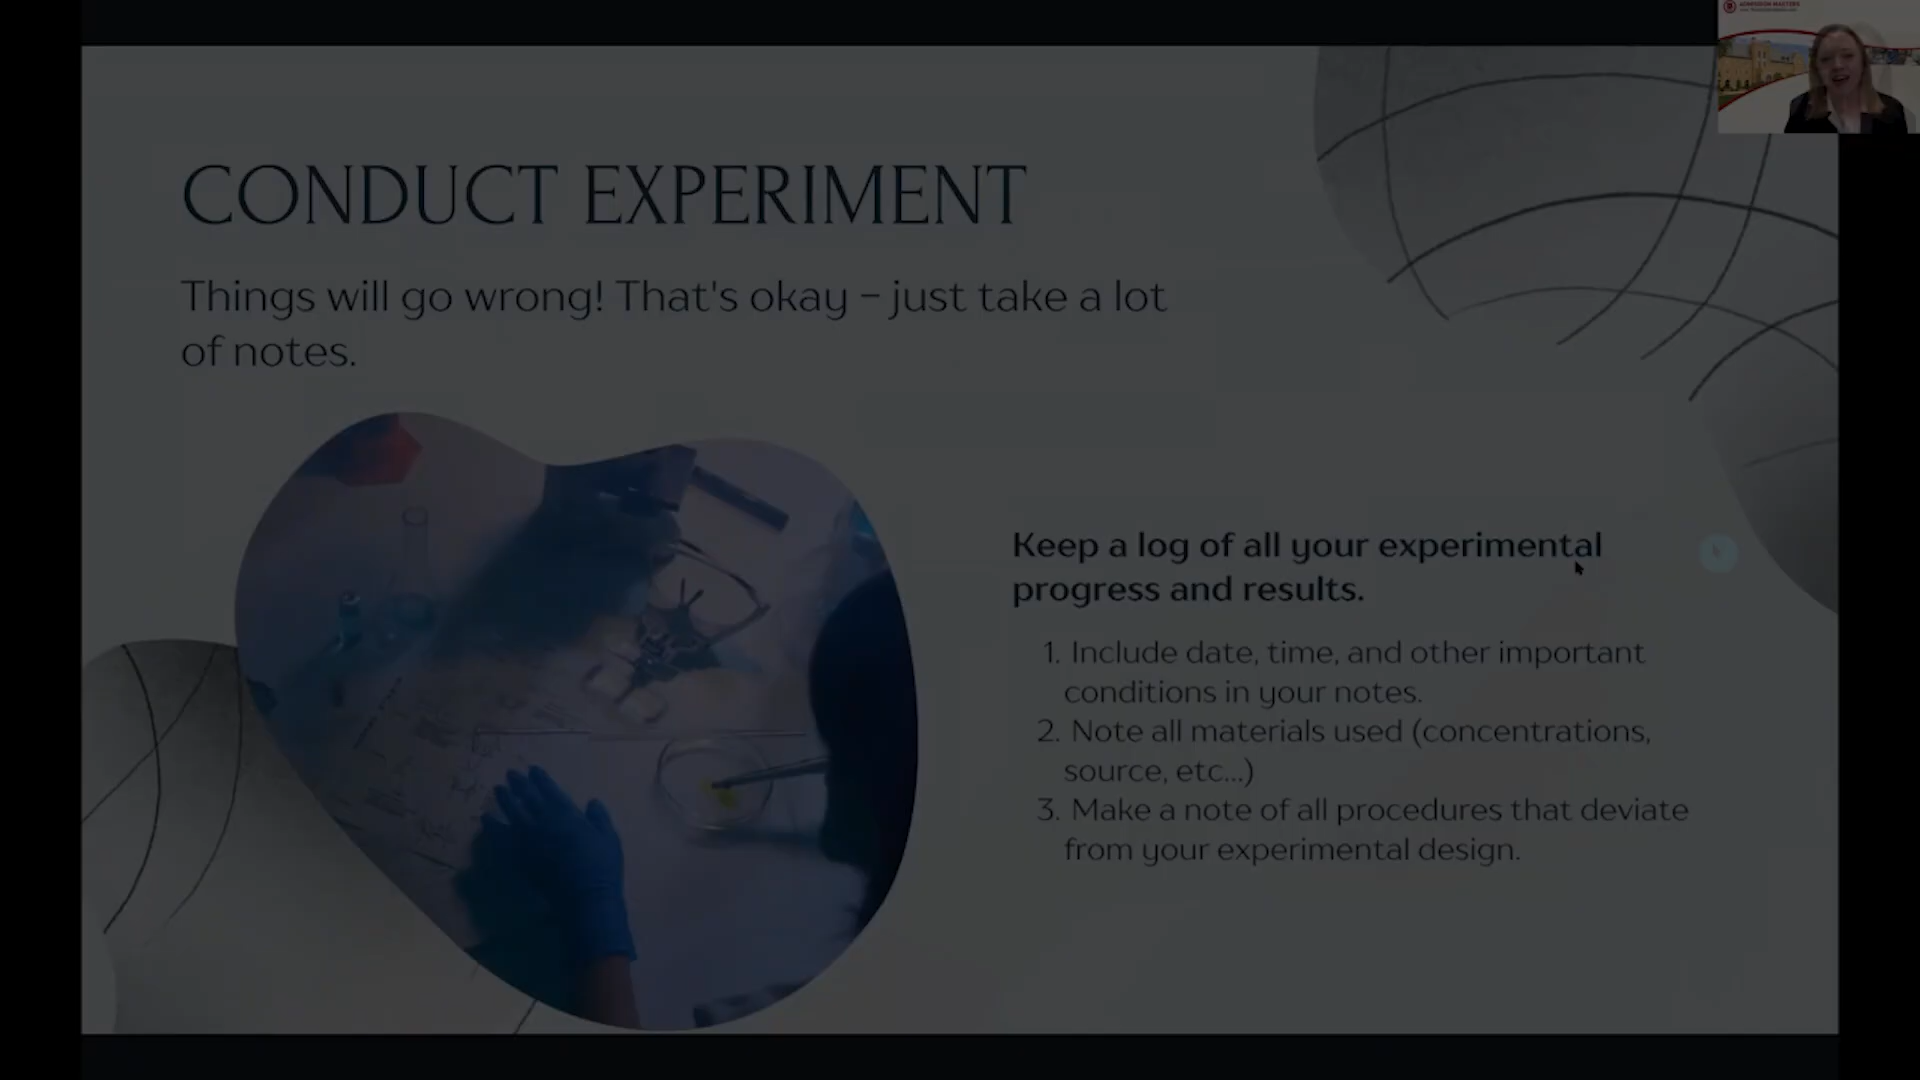 ADMISSION MASTERS
CONDUCT EXPERIMENT
Things will go wrong! That's okay – just take a lot
of notes.
Keep a log of all your experimental
progress and results.
1. Include date, time, and other important
conditions in your notes.
2. Note all materials used (concentrations,
source, etc...)
3. Make a note of all procedures that deviate
from your experimental design.